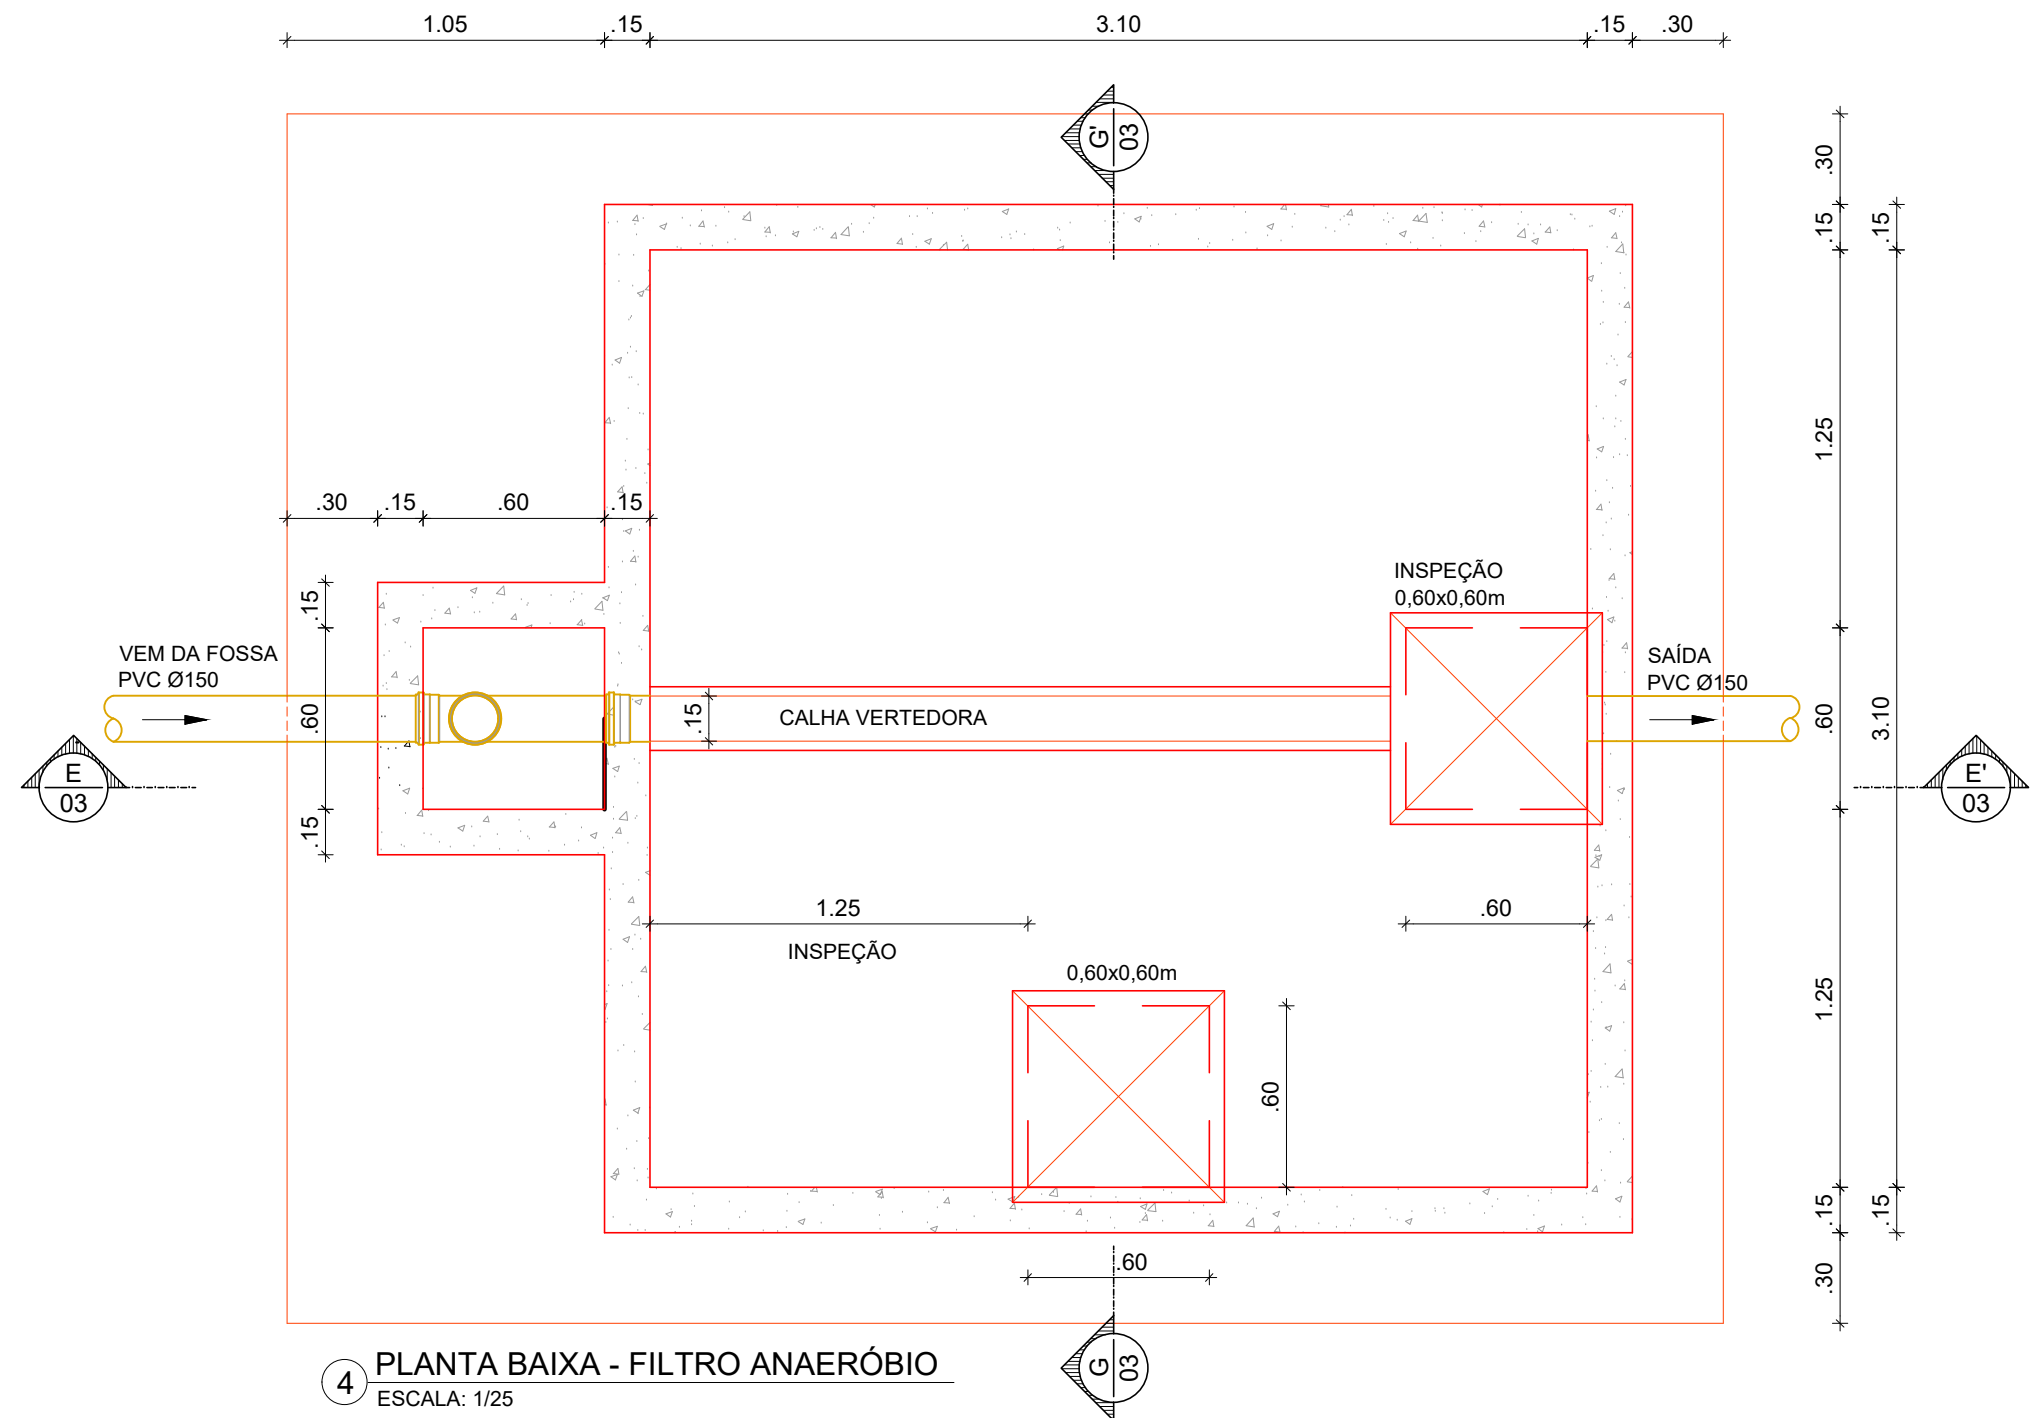 1.05
.15
3.10
.15
.30
G'
03
.30
.15
.15
1.25
.30
.15
.60
.15
INSPEÇÃO
0,60x0,60m
.15
VEM DA FOSSA
PVC Ø150
.60
.15
CALHA VERTEDORA
SAÍDA
PVC Ø150
.60
3.10
E
03
E'
03
.15
1.25
INSPEÇÃO
.60
0,60x0,60m
1.25
.60
.15
.15
.60
.30
4
PLANTA BAIXA - FILTRO ANAERÓBIO
ESCALA: 1/25
G
03